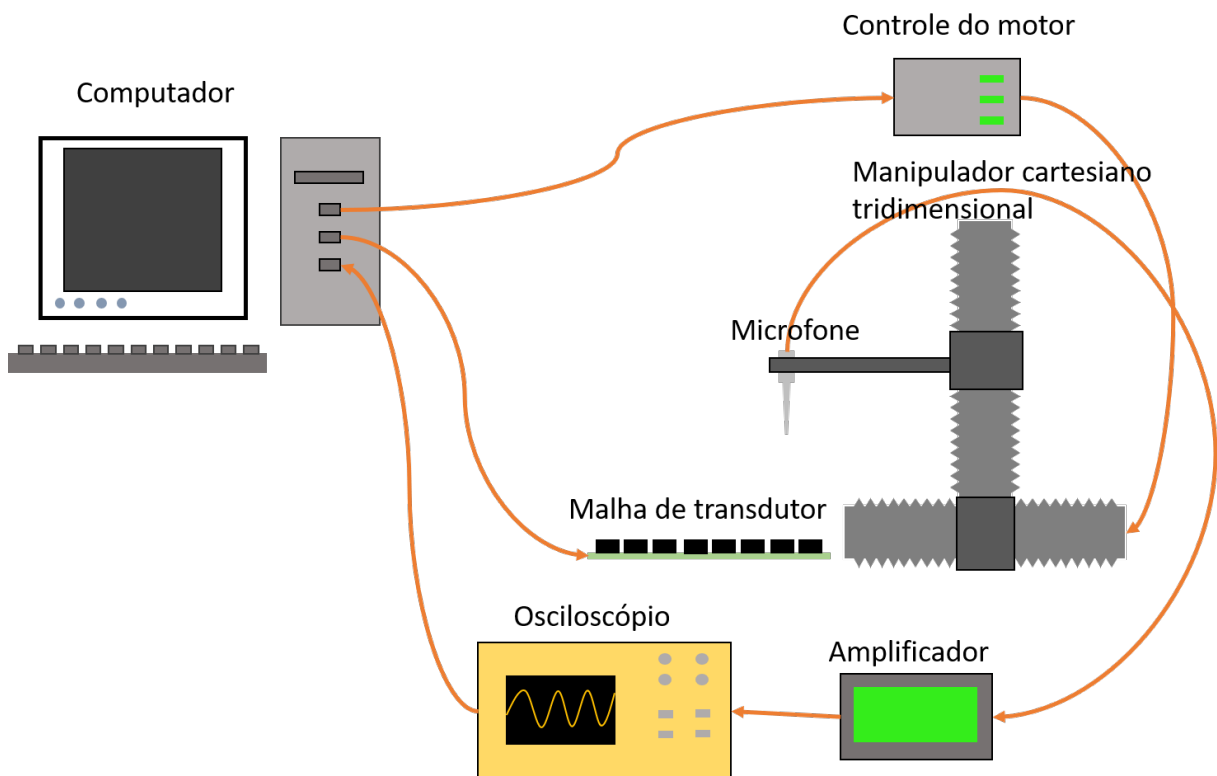 Controle do motor
Computador
Manipulador cartesiano
tridimensional
Microfone
Malha de transdutor
Osciloscópio
Amplificador